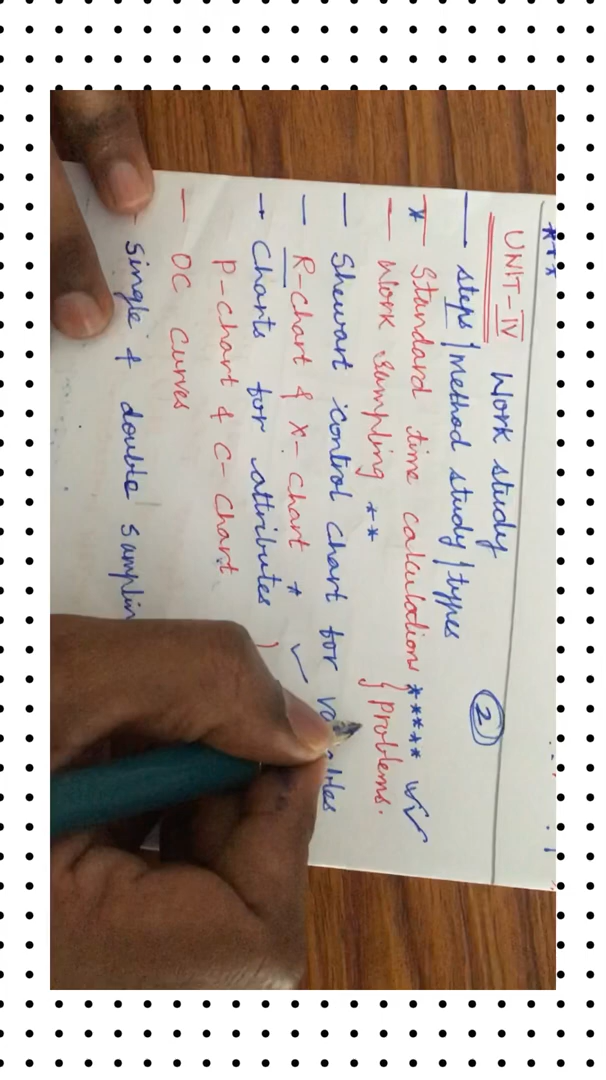 ***
UNIT-IV Work study
②
— steps / method study / types
* — Standard time calculations ****
— Work sampling ** } Problems.
— Shewart control chart for
— R-chart & X-chart * ✓
→ Charts for attributes
P-chart & C-chart
— OC Curves
— single & double